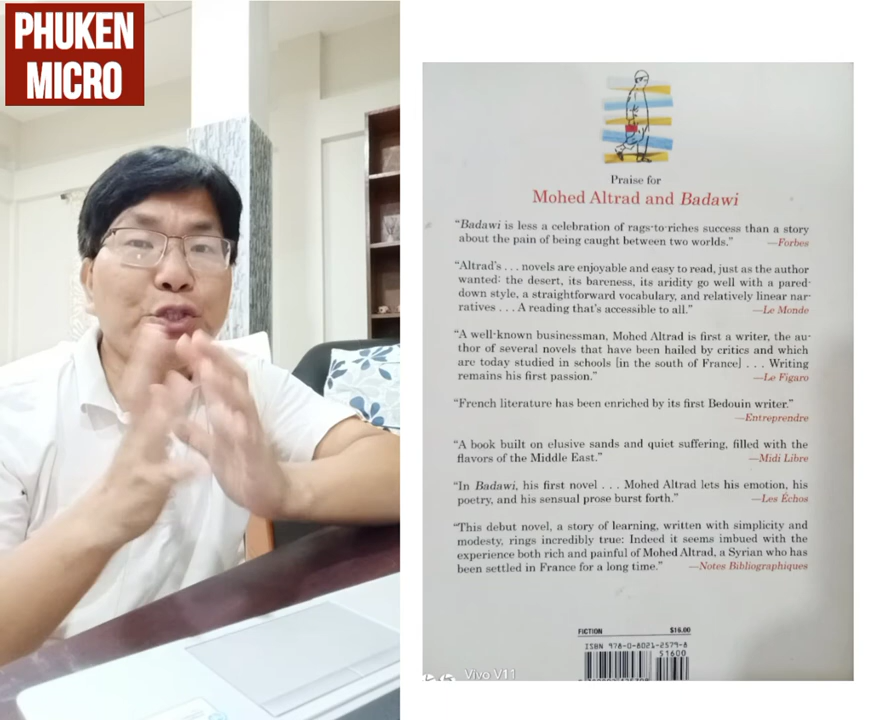 PHUKEN
MICRO
Praise for
Mohed Altrad and Badawi
“Badawi is less a celebration of rags-to-riches success than a story
about the pain of being caught between two worlds.” —Forbes
“Altrad's . . . novels are enjoyable and easy to read, just as the author
wanted: the desert, its bareness, its aridity go well with a pared-
down style, a straightforward vocabulary, and relatively linear nar-
ratives . . . A reading that's accessible to all.” —Le Monde
“A well-known businessman, Mohed Altrad is first a writer, the au-
thor of several novels that have been hailed by critics and which
are today studied in schools [in the south of France] . . . Writing
remains his first passion.” —Le Figaro
“French literature has been enriched by its first Bedouin writer.”
—Entreprendre
“A book built on elusive sands and quiet suffering, filled with the
flavors of the Middle East.” —Midi Libre
“In Badawi, his first novel . . . Mohed Altrad lets his emotion, his
poetry, and his sensual prose burst forth.” —Les Échos
“This debut novel, a story of learning, written with simplicity and
modesty, rings incredibly true: Indeed it seems imbued with the
experience both rich and painful of Mohed Altrad, a Syrian who has
been settled in France for a long time.” —Notes Bibliographiques
FICTION $16.00
ISBN 978-0-8021-2579-8
51600
Vivo V11